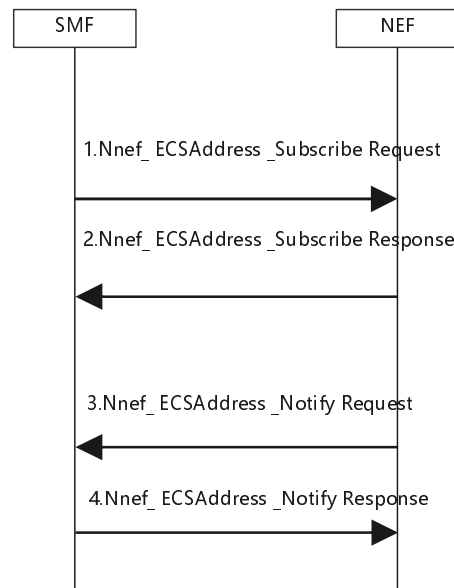 SMF
NEF
1.Nnef_ ECSAddress _Subscribe Request
2.Nnef_ ECSAddress _Subscribe Response
3.Nnef_ ECSAddress _Notify Request
4.Nnef_ ECSAddress _Notify Response